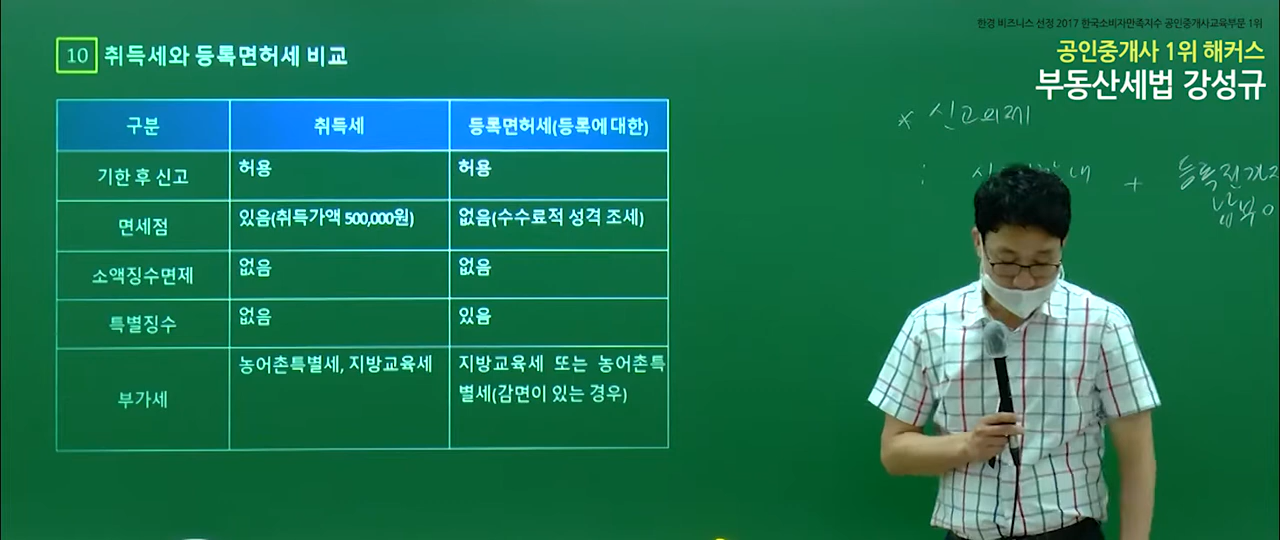 한경 비즈니스 선정 2017 한국소비자만족지수 공인중개사교육부문 1위
공인중개사 1위 해커스
부동산세법 강성규
10 취득세와 등록면허세 비교
구분 취득세 등록면허세(등록에 대한)
기한 후 신고 허용 허용
면세점 있음(취득가액 500,000원) 없음(수수료적 성격 조세)
소액징수면제 없음 없음
특별징수 없음 있음
부가세 농어촌특별세, 지방교육세 지방교육세 또는 농어촌특
별세(감면이 있는 경우)
* 신고의제
: + 등록전까지
납부